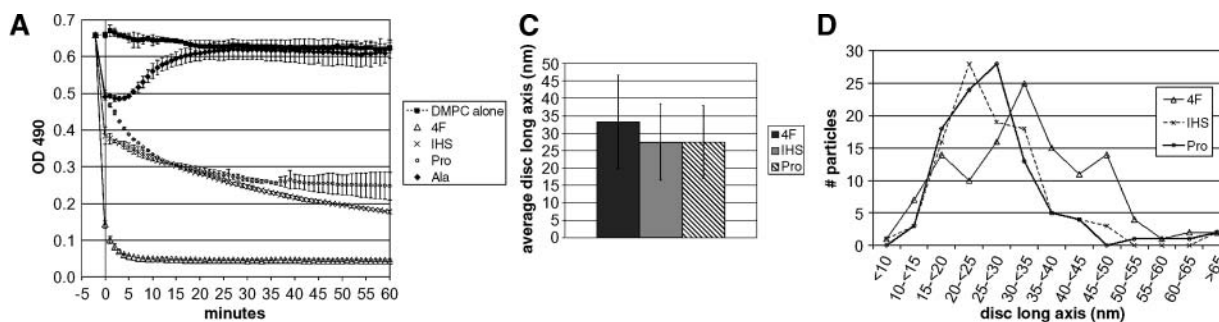 A
OD 490
0.7
0.6
0.5
0.4
0.3
0.2
0.1
0.0
-5 0 5 10 15 20 25 30 35 40 45 50 55 60
minutes
DMPC alone
4F
IHS
Pro
Ala
C
average disc long axis (nm)
50
45
40
35
30
25
20
15
10
5
0
4F
IHS
Pro
D
# particles
30
25
20
15
10
5
0
<10
10-<15
15-<20
20-<25
25-<30
30-<35
35-<40
40-<45
45-<50
50-<55
55-<60
60-<65
>65
disc long axis (nm)
4F
IHS
Pro